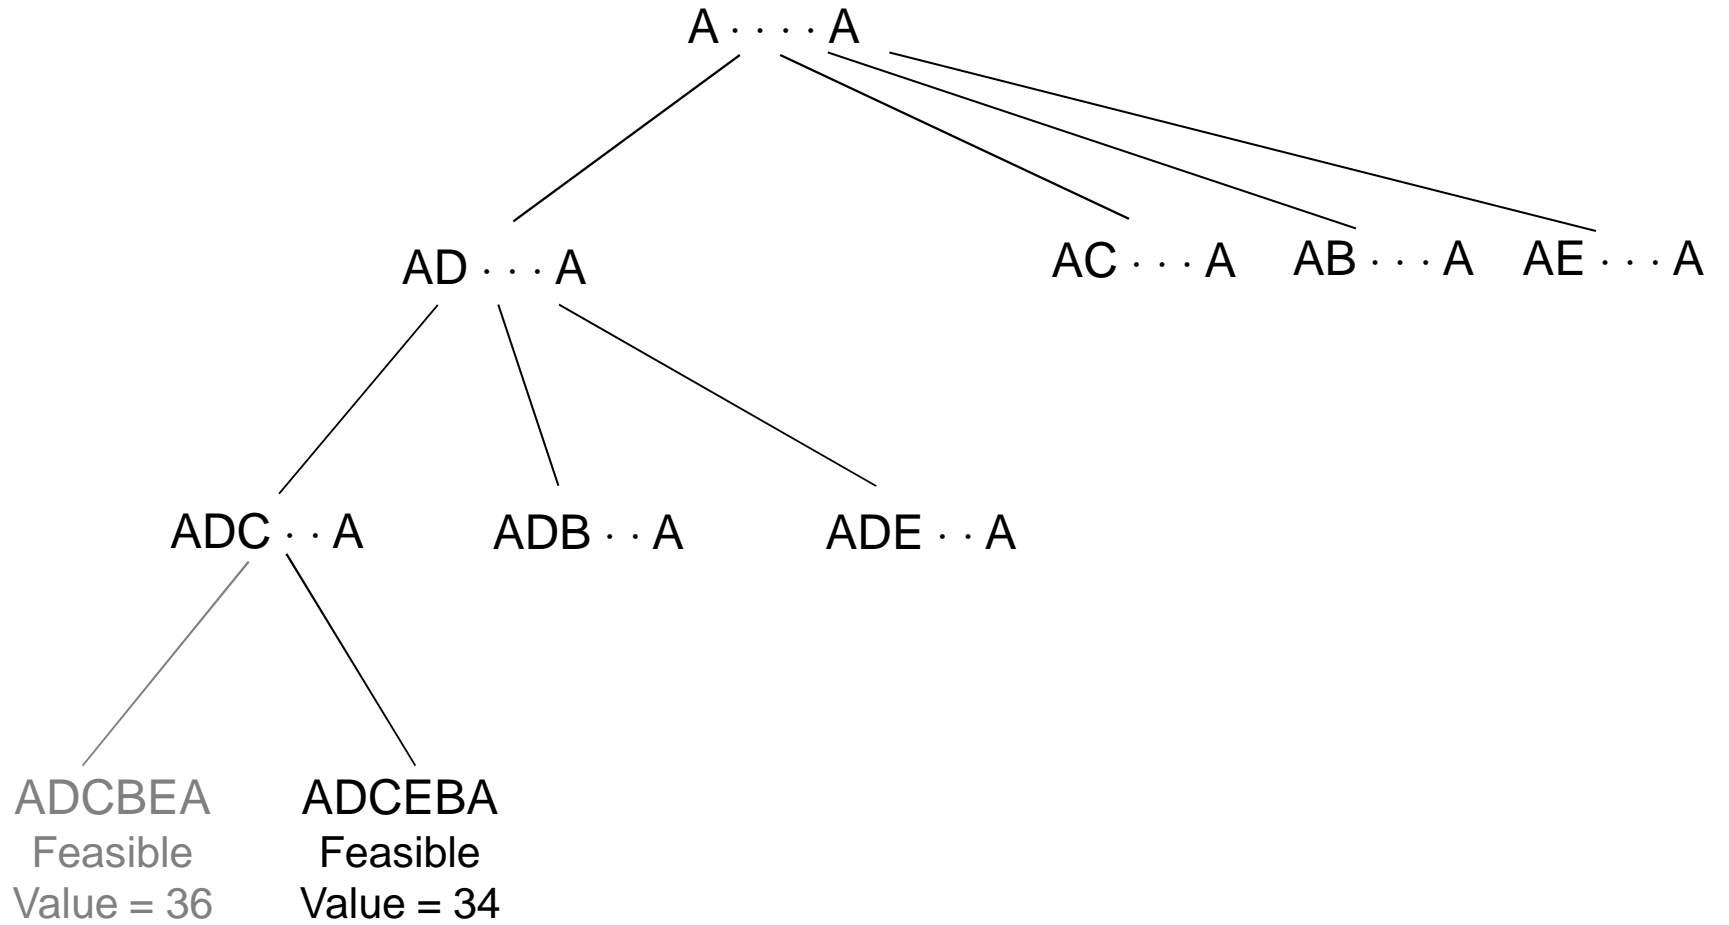 A · · · · A
AD · · · A
AC · · · A
AB · · · A
AE · · · A
ADC · · A
ADB · · A
ADE · · A
ADCBEA
Feasible
Value = 36
ADCEBA
Feasible
Value = 34